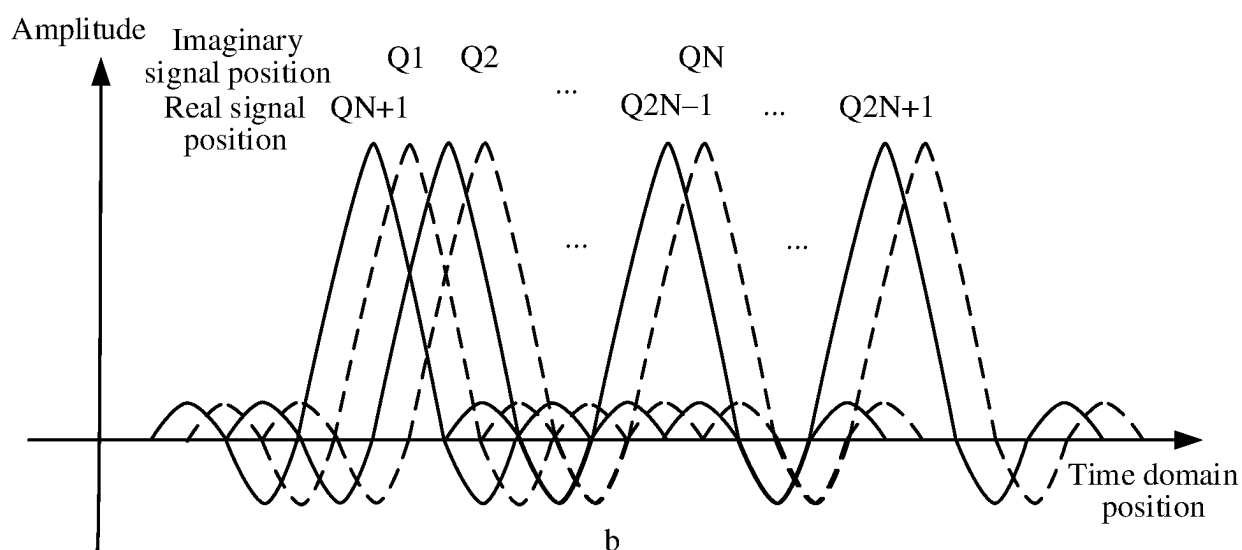 Amplitude
Imaginary
signal position
Q1 Q2 ... QN
Real signal
position
QN+1 Q2N–1 ... Q2N+1
... ...
Time domain
position
b